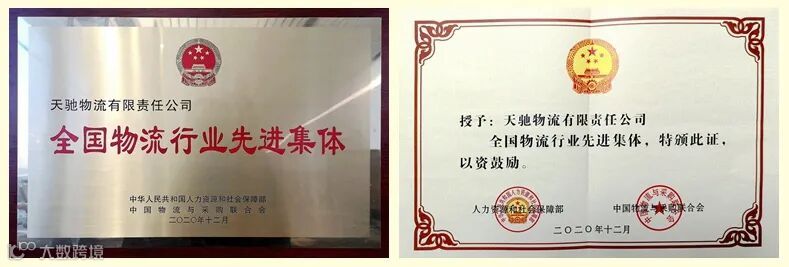 天驰物流有限责任公司
全国物流行业先进集体
中华人民共和国人力资源和社会保障部
中国物流与采购联合会
二〇二〇年十二月
授予：天驰物流有限责任公司
全国物流行业先进集体，特颁此证，
以资鼓励。
人力资源和社会保障部
中国物流与采购联合会
二〇二〇年十二月
大数跨境